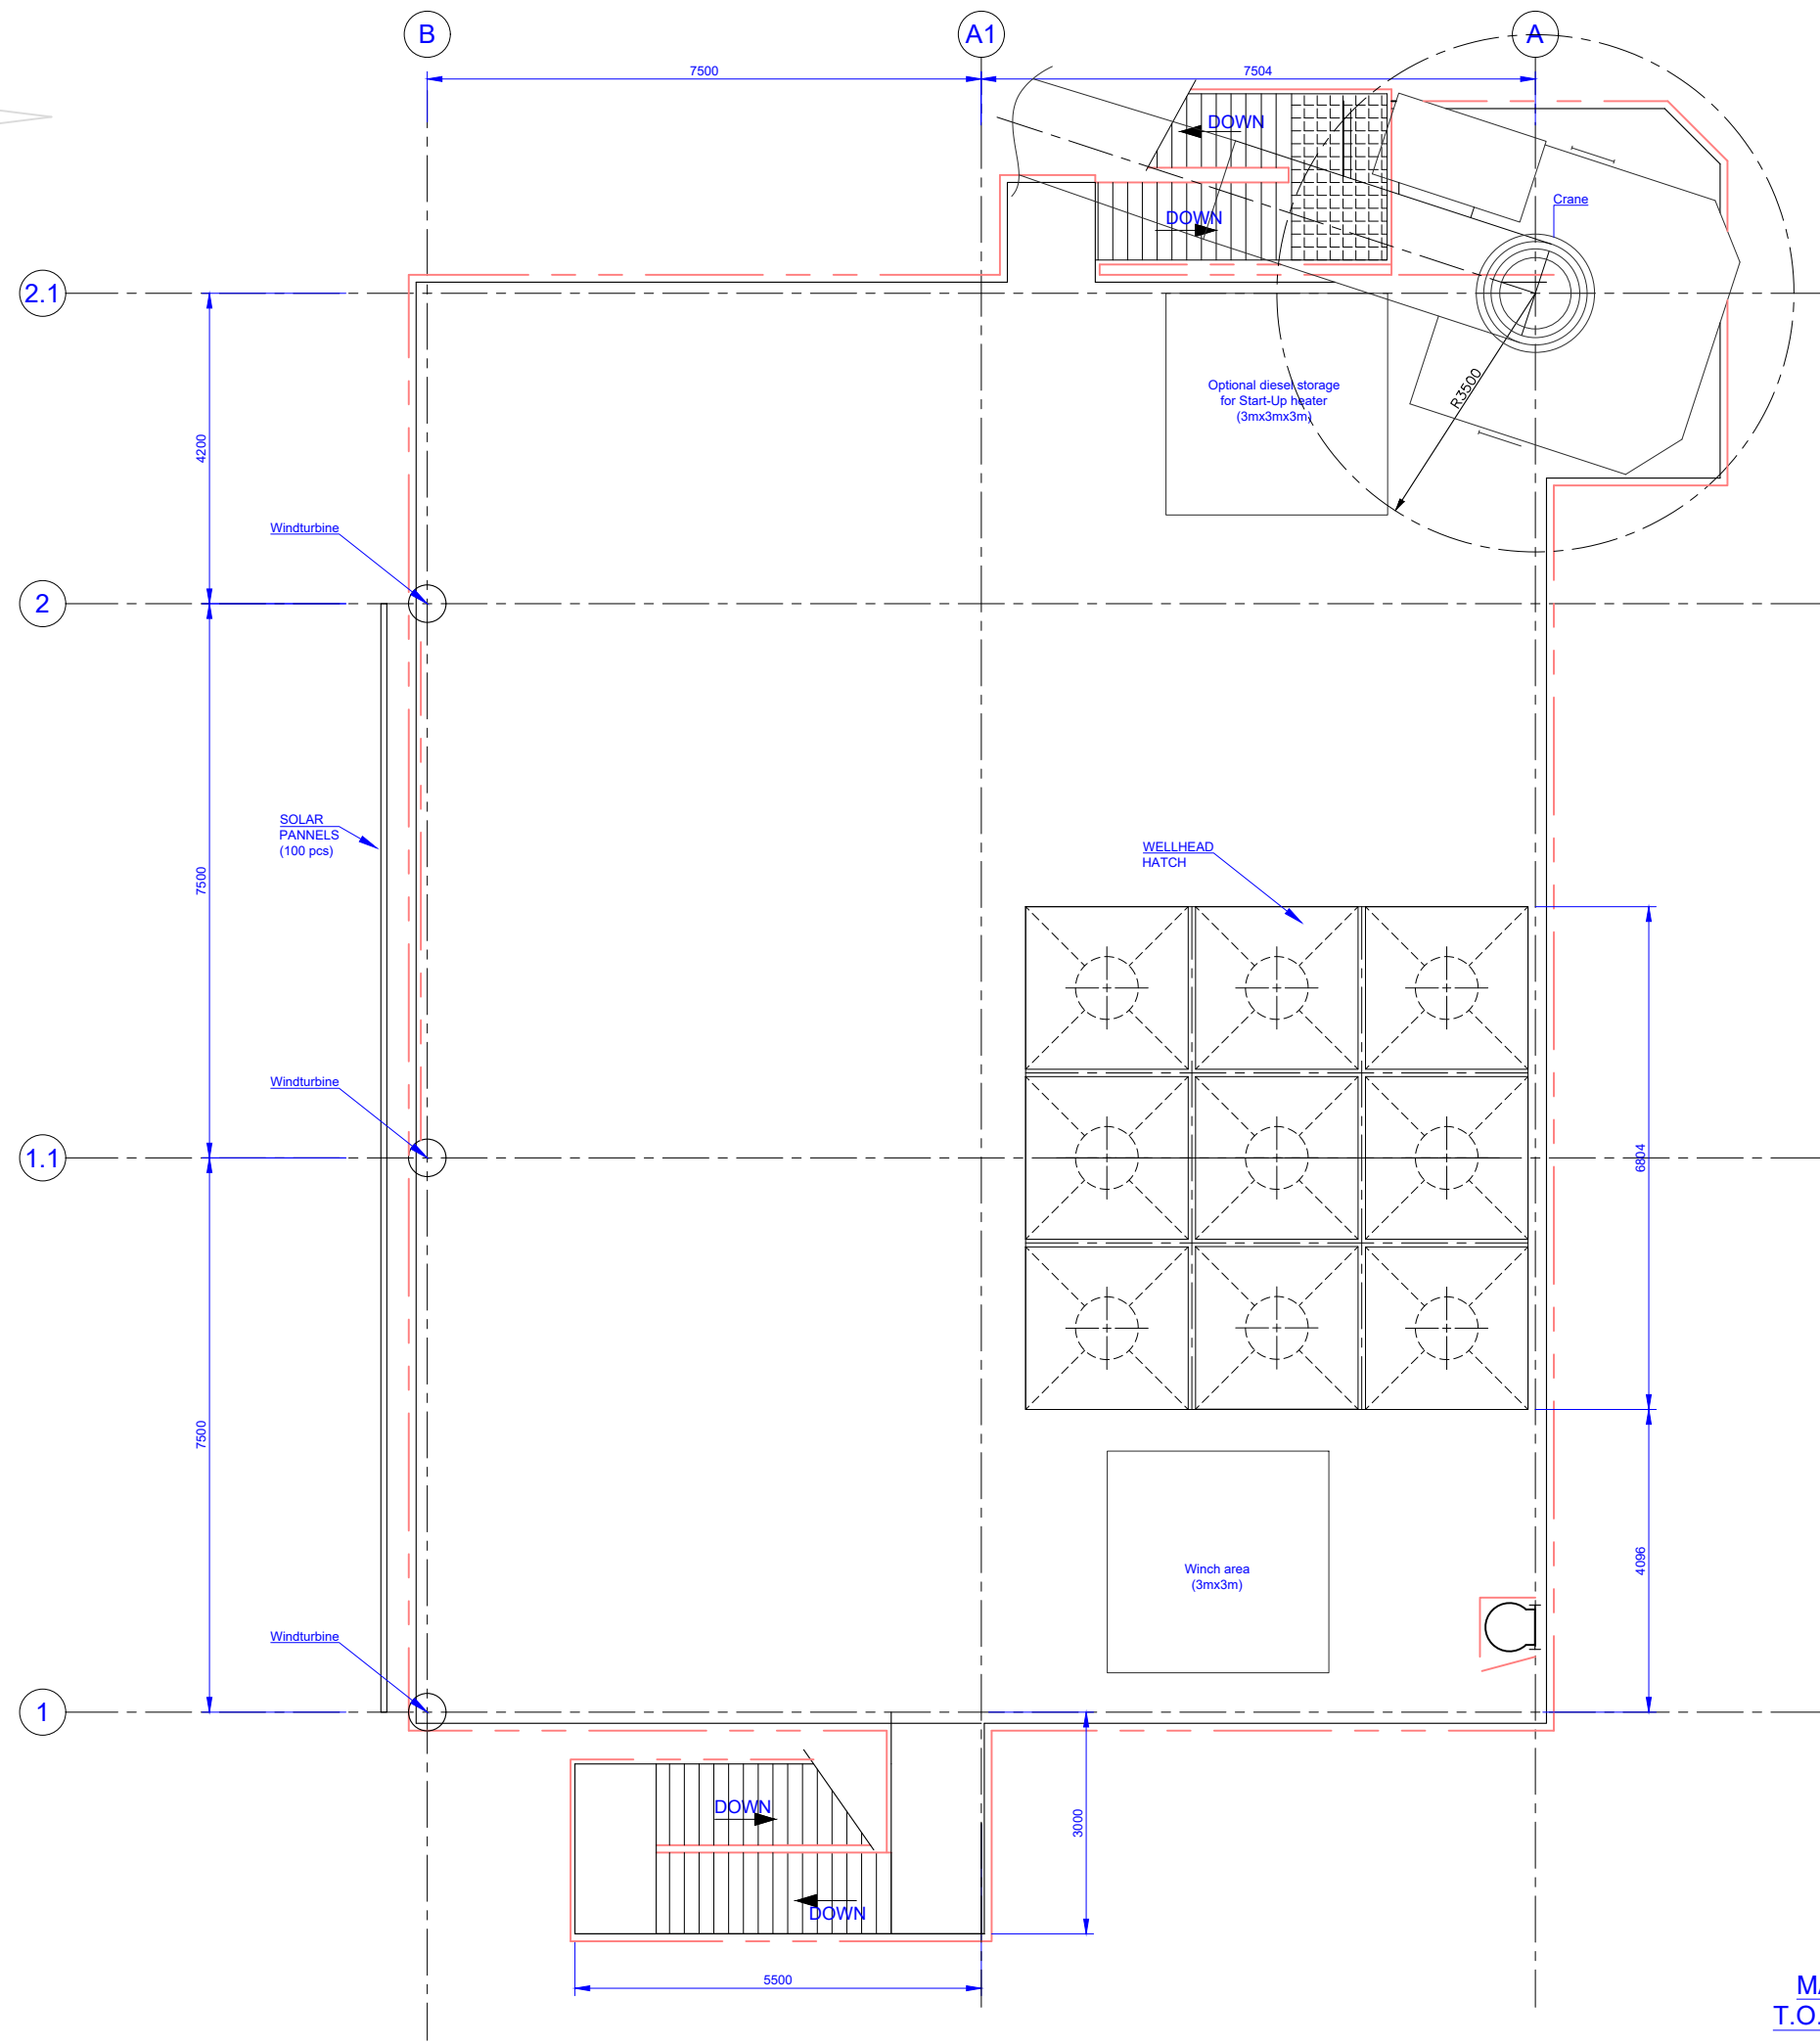 B
A1
A
7500
7504
DOWN
DOWN
Crane
2.1
R3500
Optional diesel storage
for Start-Up heater
(3mx3mx3m)
4200
Windturbine
2
SOLAR
PANNELS
(100 pcs)
WELLHEAD
HATCH
7500
Windturbine
1.1
6804
7500
4096
Winch area
(3mx3m)
Windturbine
1
DOWN
3000
DOWN
5500
T.O.